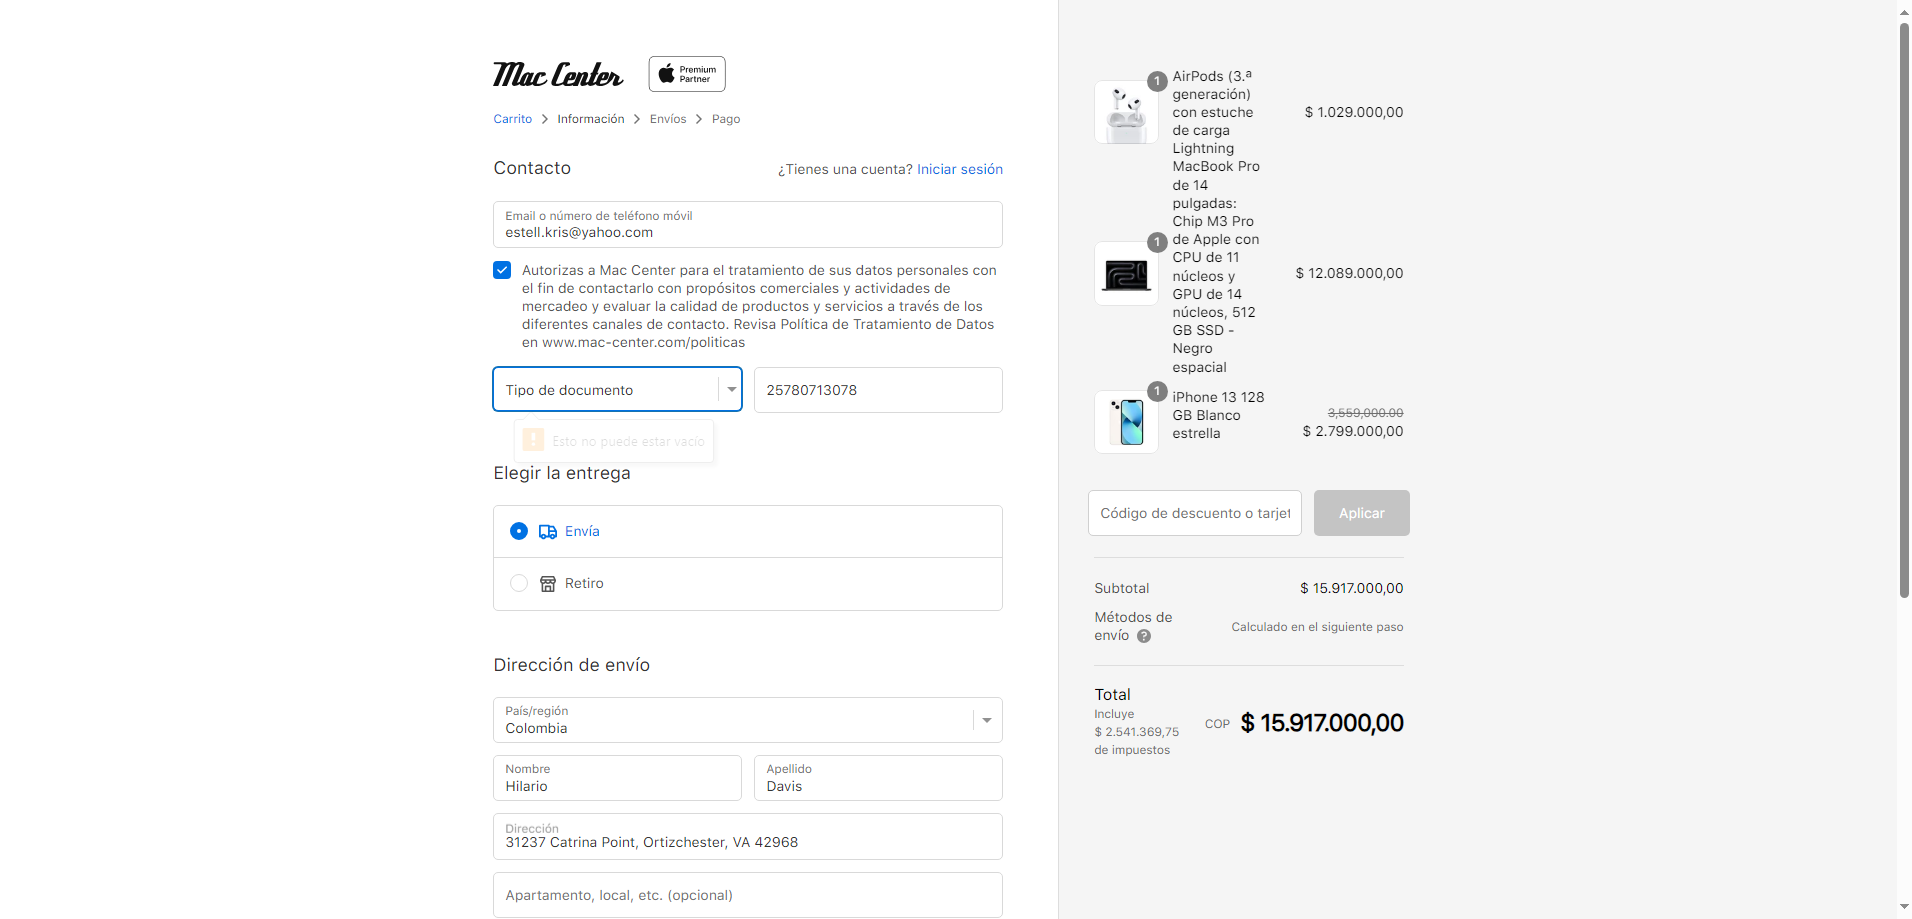 Mac Center
Premium
Partner
Carrito > Información > Envíos > Pago
Contacto
¿Tienes una cuenta? Iniciar sesión
Email o número de teléfono móvil
estell.kris@yahoo.com
Autorizas a Mac Center para el tratamiento de sus datos personales con
el fin de contactarlo con propósitos comerciales y actividades de
mercadeo y evaluar la calidad de productos y servicios a través de los
diferentes canales de contacto. Revisa Política de Tratamiento de Datos
en www.mac-center.com/politicas
Tipo de documento
25780713078
Esto no puede estar vacío
Elegir la entrega
Envía
Retiro
Dirección de envío
País/región
Colombia
Nombre
Hilario
Apellido
Davis
Dirección
31237 Catrina Point, Ortizchester, VA 42968
Apartamento, local, etc. (opcional)
1
AirPods (3.ª
generación)
con estuche
de carga
Lightning
$ 1.029.000,00
1
MacBook Pro
de 14
pulgadas:
Chip M3 Pro
de Apple con
CPU de 11
núcleos y
GPU de 14
núcleos, 512
GB SSD -
Negro
espacial
$ 12.089.000,00
1
iPhone 13 128
GB Blanco
estrella
3,559,000.00
$ 2.799.000,00
Código de descuento o tarjet
Aplicar
Subtotal
$ 15.917.000,00
Métodos de
envío ?
Calculado en el siguiente paso
Total
Incluye
$ 2.541.369,75
de impuestos
COP $ 15.917.000,00